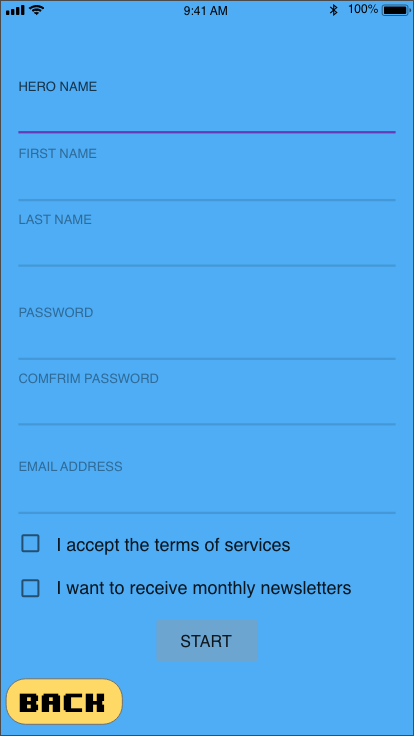 9:41 AM 100%
HERO NAME
FIRST NAME
LAST NAME
PASSWORD
COMFRIM PASSWORD
EMAIL ADDRESS
I accept the terms of services
I want to receive monthly newsletters
START
BACK